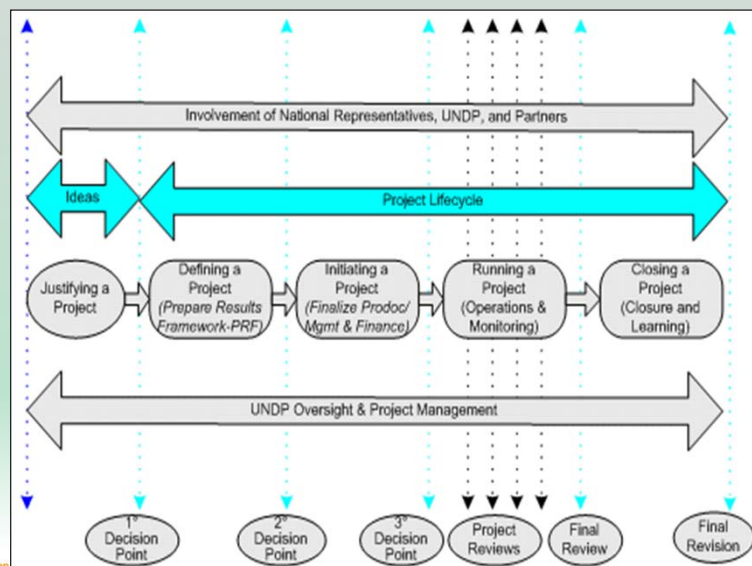 Involvement of National Representatives, UNDP, and Partners
Ideas
Project Lifecycle
Justifying a
Project
Defining a
Project
(Prepare Results
Framework-PRF)
Initiating a
Project
(Finalize Prodoc/
Mgmt & Finance)
Running a
Project
(Operations &
Monitoring)
Closing a
Project
(Closure and
Learning)
UNDP Oversight & Project Management
1°
Decision
Point
2°
Decision
Point
3°
Decision
Point
Project
Reviews
Final
Review
Final
Revision